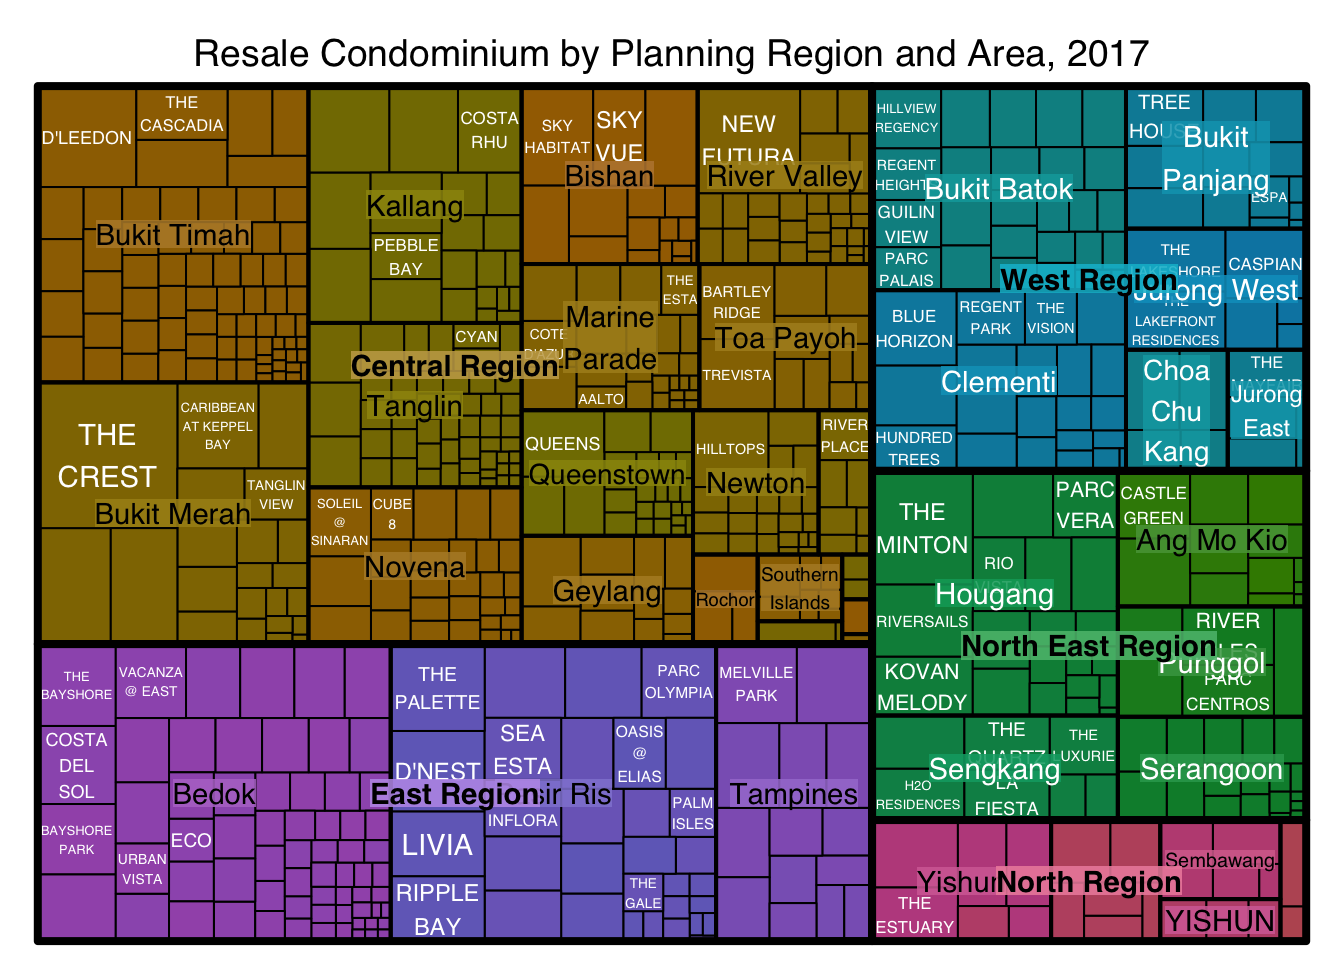 Resale Condominium by Planning Region and Area, 2017
D'LEEDON
THE
CASCADIA
Bukit Timah
COSTA
RHU
Kallang
PEBBLE
BAY
SKY
HABITAT
SKY
VUE
Bishan
NEW
FUTURA
River Valley
CYAN
Central Region
Tanglin
THE
ESTA
COTE
D'AZUR
Marine
Parade
AALTO
BARTLEY
RIDGE
Toa Payoh
TREVISTA
THE
CREST
CARIBBEAN
AT KEPPEL
BAY
TANGLIN
VIEW
Bukit Merah
SOLEIL
@
SINARAN
CUBE
8
Novena
QUEENS
Queenstown
HILLTOPS
Newton
RIVER
PLACE
Geylang
Rochor
Southern
Islands
HILLVIEW
REGENCY
REGENT
HEIGHTS
Bukit Batok
GUILIN
VIEW
PARC
PALAIS
West Region
TREE
HOUSE
Bukit
Panjang
ESPA
THE
LAKESHORE
CASPIAN
Jurong West
THE
LAKEFRONT
RESIDENCES
BLUE
HORIZON
REGENT
PARK
THE
VISION
Clementi
HUNDRED
TREES
Choa
Chu
Kang
THE
MAYFAIR
Jurong
East
THE
MINTON
PARC
VERA
RIO
VISTA
Hougang
RIVERSAILS
North East Region
KOVAN
MELODY
CASTLE
GREEN
Ang Mo Kio
RIVER
Punggol
PARC
CENTROS
THE
QUARTZ
THE
LUXURIE
Sengkang
H2O
RESIDENCES
LA
FIESTA
Serangoon
THE
BAYSHORE
VACANZA
@ EAST
COSTA
DEL
SOL
Bedok
BAYSHORE
PARK
ECO
URBAN
VISTA
THE
PALETTE
PARC
OLYMPIA
SEA
ESTA
OASIS
@
ELIAS
D'NEST
East Region
Ris
INFLORA
PALM
ISLES
LIVIA
RIPPLE
BAY
THE
GALE
MELVILLE
PARK
Tampines
Yishun
North Region
Sembawang
THE
ESTUARY
YISHUN